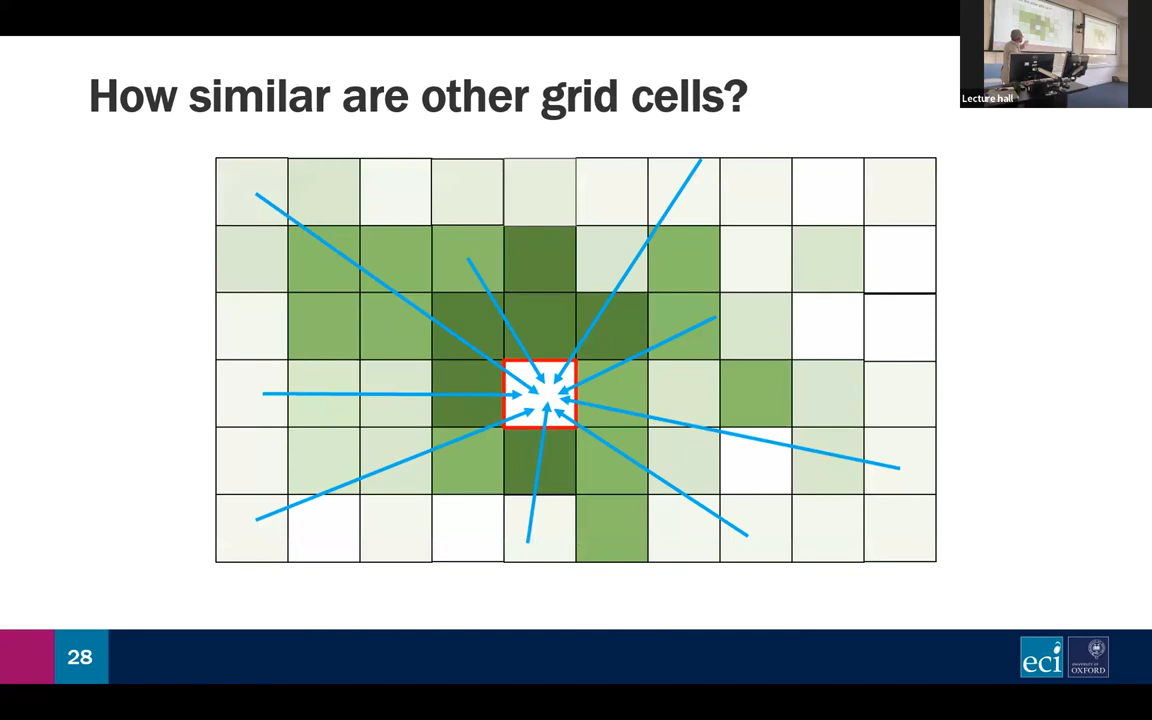 How similar are other grid cells?
Lecture hall
28
eci
UNIVERSITY OF
OXFORD